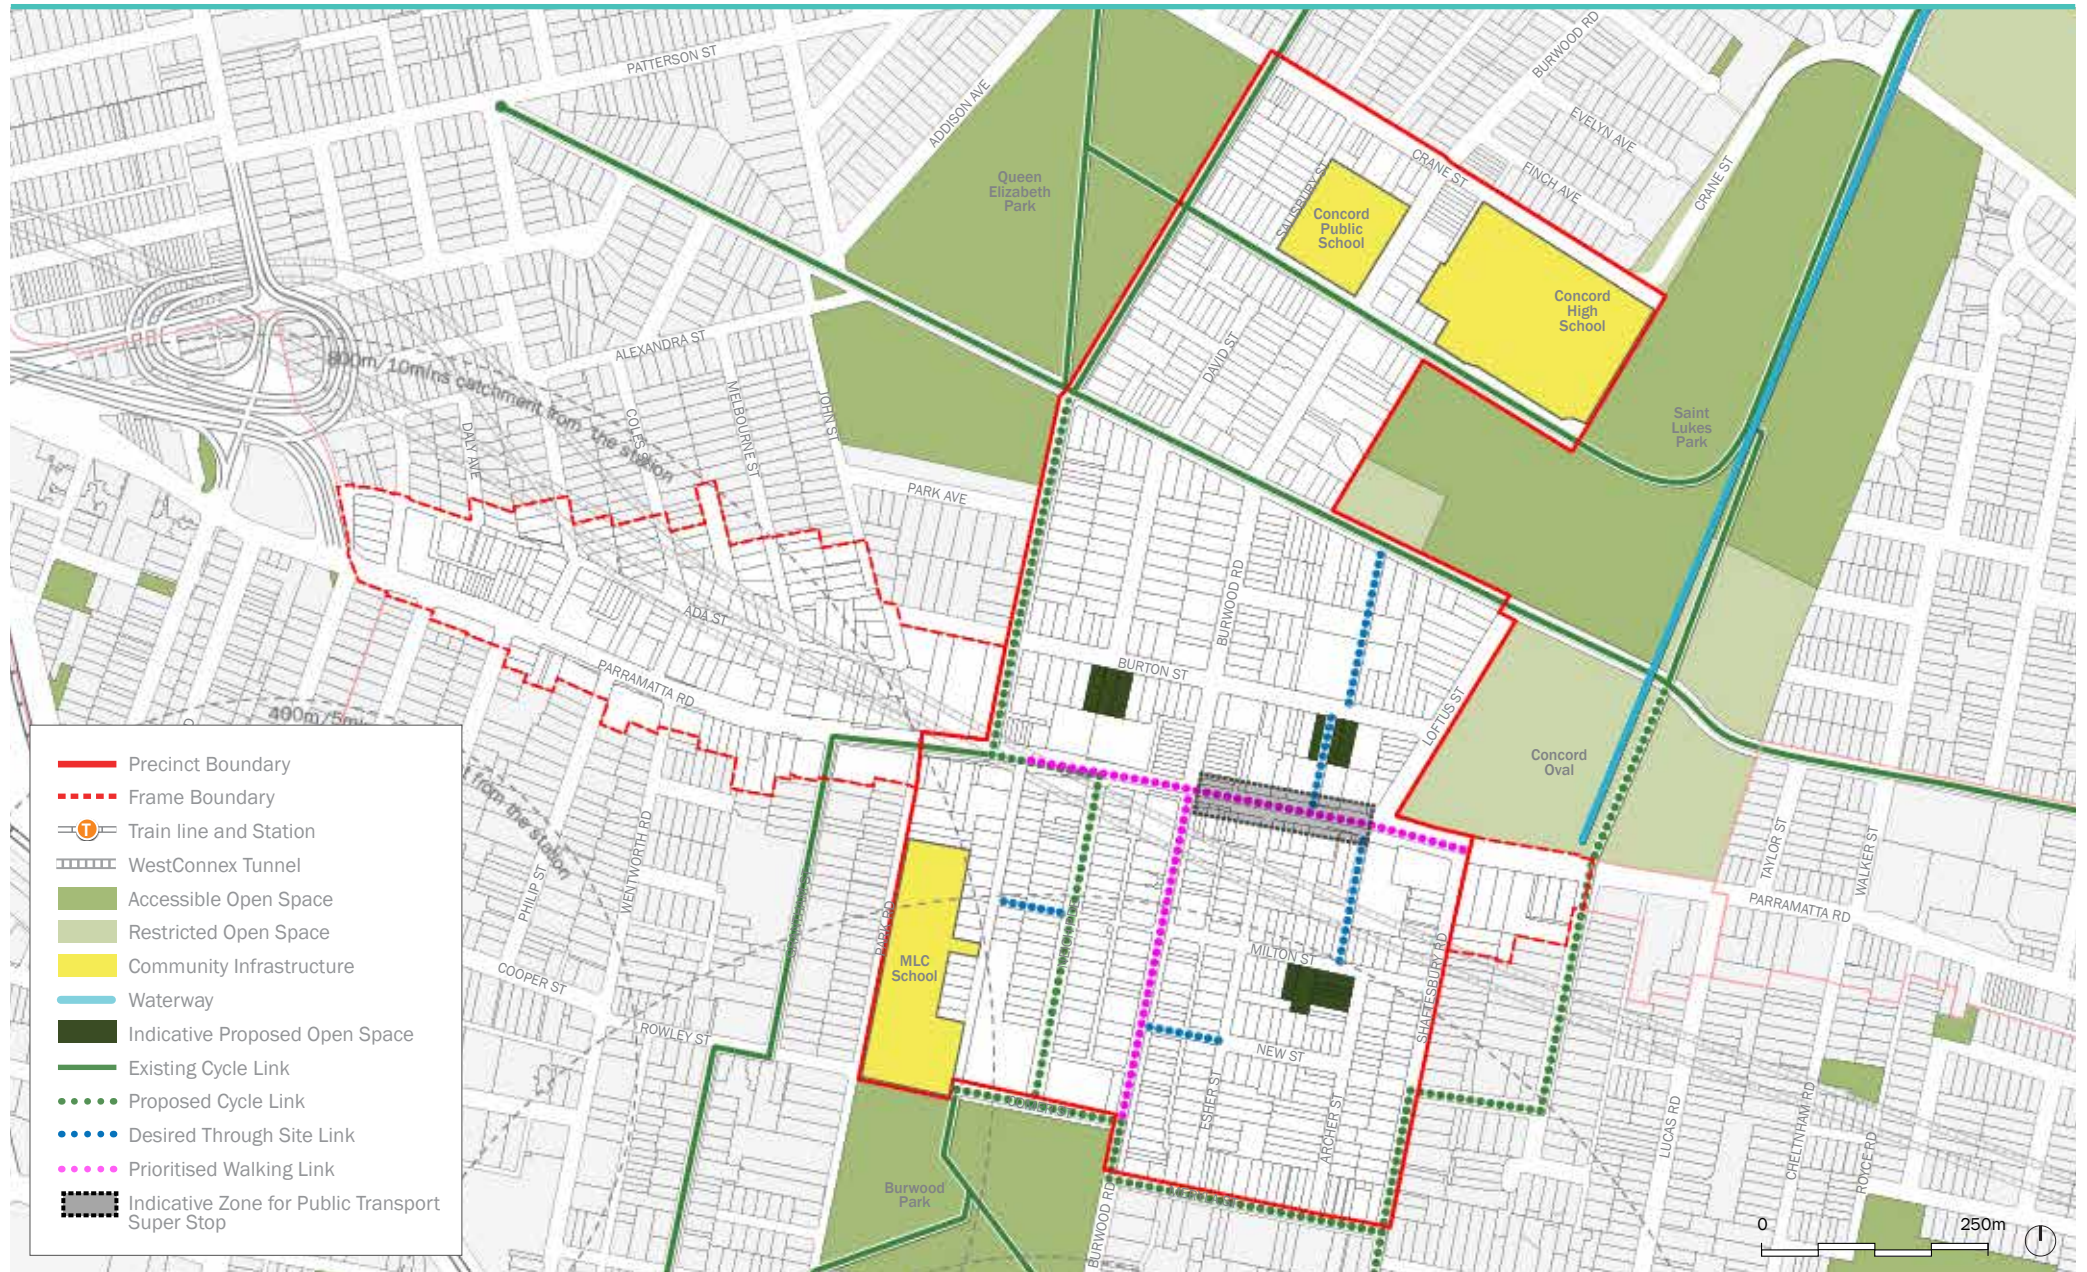 PATTERSON ST
ADDISON AVE
BURWOOD RD
EVELYN AVE
FINCH AVE
CRANE ST
CRANE ST
SALISBURY ST
Queen
Elizabeth
Park
Concord
Public
School
Concord
High
School
DAVID ST
ALEXANDRA ST
800m/10mins catchment from the station
MELBOURNE ST
JOHN ST
DALY AVE
PARK AVE
Saint
Lukes
Park
ADA ST
BURWOOD RD
BURTON ST
PARRAMATTA RD
LOFTUS ST
Concord
Oval
400m/5min
t from the station
WENTWORTH RD
PHILIP ST
PARK RD
MLC
School
MILTON ST
SHAFTESBURY RD
TAYLOR ST
WALKER ST
PARRAMATTA RD
COOPER ST
ROWLEY ST
NEW ST
ESHER ST
ARCHER ST
LUCAS RD
CHELTENHAM RD
ROYCE RD
Burwood
Park
BURWOOD RD
Precinct Boundary
Frame Boundary
T
Train line and Station
WestConnex Tunnel
Accessible Open Space
Restricted Open Space
Community Infrastructure
Waterway
Indicative Proposed Open Space
Existing Cycle Link
Proposed Cycle Link
Desired Through Site Link
Prioritised Walking Link
Indicative Zone for Public Transport
Super Stop
0 250m